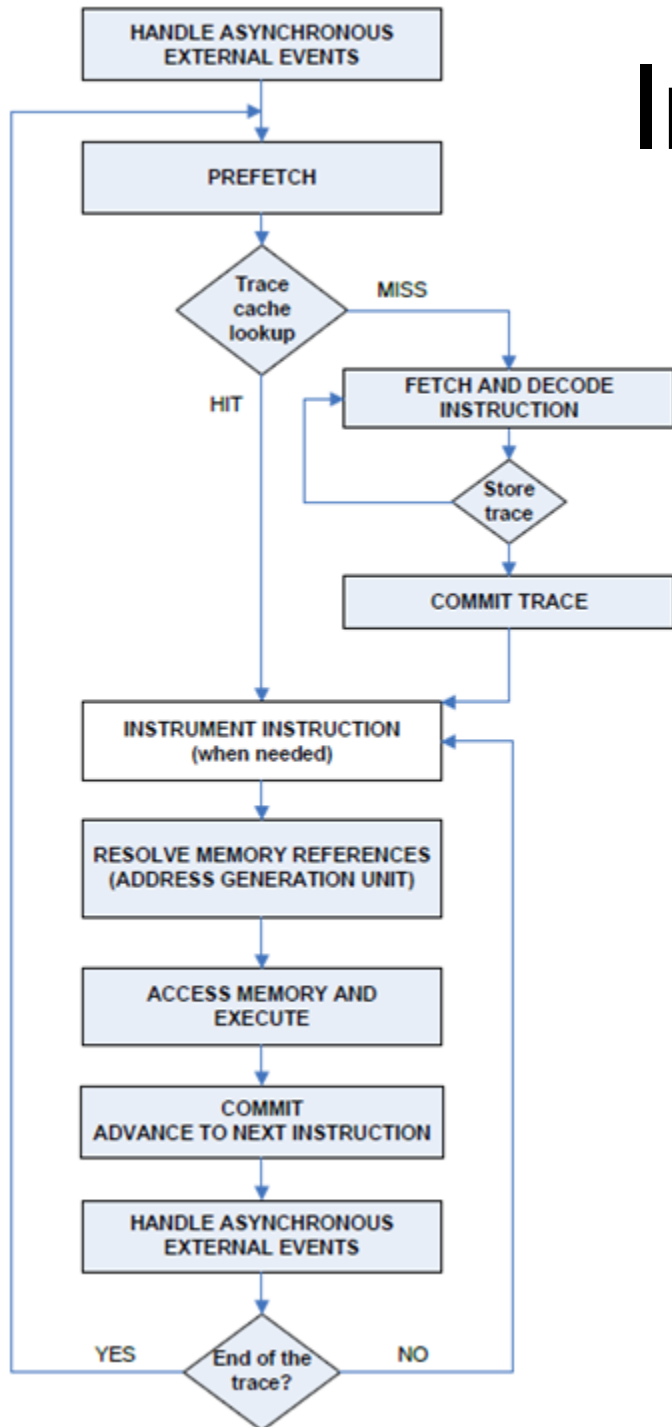 HANDLE ASYNCHRONOUS
EXTERNAL EVENTS
PREFETCH
Trace
cache
lookup
MISS
HIT
FETCH AND DECODE
INSTRUCTION
Store
trace
COMMIT TRACE
INSTRUMENT INSTRUCTION
(when needed)
RESOLVE MEMORY REFERENCES
(ADDRESS GENERATION UNIT)
ACCESS MEMORY AND
EXECUTE
COMMIT
ADVANCE TO NEXT INSTRUCTION
HANDLE ASYNCHRONOUS
EXTERNAL EVENTS
YES
End of the
trace?
NO